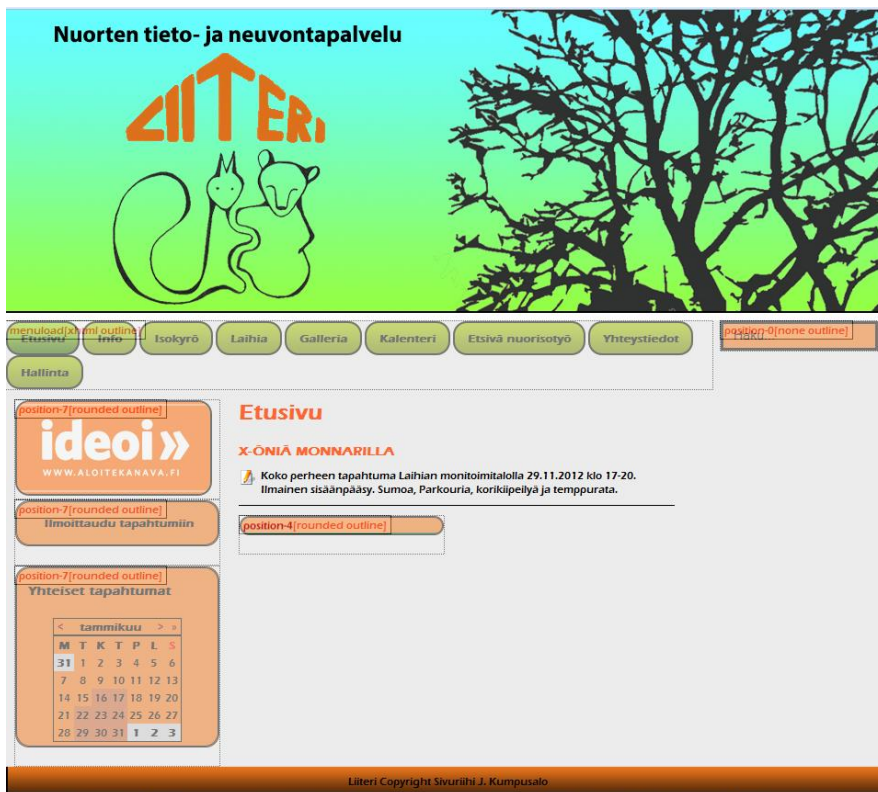 Nuorten tieto- ja neuvontapalvelu
LIITERI
menuload[xhtml outline]
position-0[none outline]
Etusivu Info Isokyrö Laihia Galleria Kalenteri Etsivä nuorisotyö Yhteystiedot
Haku...
Hallinta
position-7[rounded outline]
ideoi»
WWW.ALOITEKANAVA.FI
position-7[rounded outline]
Ilmoittaudu tapahtumiin
position-7[rounded outline]
Yhteiset tapahtumat
< tammikuu > »
M T K T P L S
31 1 2 3 4 5 6
7 8 9 10 11 12 13
14 15 16 17 18 19 20
21 22 23 24 25 26 27
28 29 30 31 1 2 3
Etusivu
X-ÖNIÄ MONNARILLA
Koko perheen tapahtuma Laihian monitoimitalolla 29.11.2012 klo 17-20.
Ilmainen sisäänpääsy. Sumoa, Parkouria, korikiipeilyä ja temppurata.
position-4[rounded outline]
Liiteri Copyright Sivuriihi J. Kumpusalo